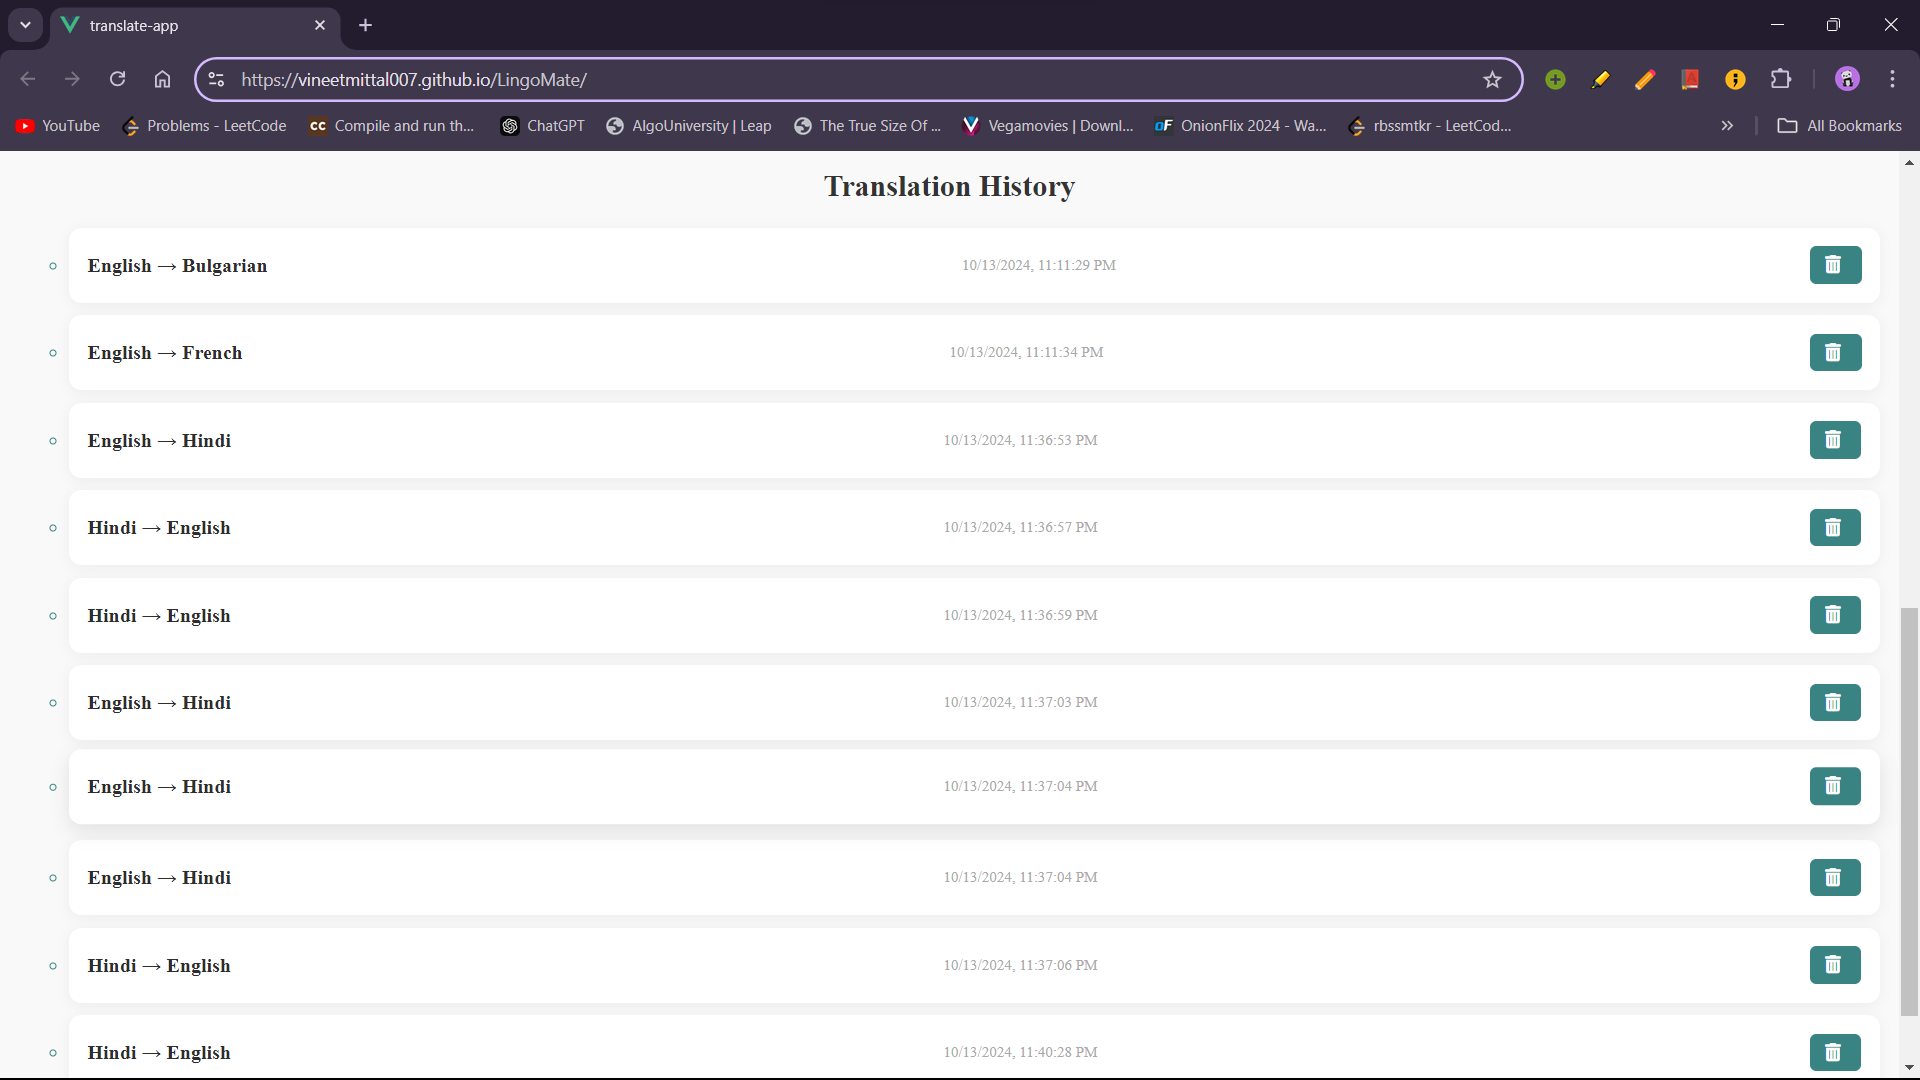 translate-app
https://vineetmittal007.github.io/LingoMate/
YouTube Problems - LeetCode Compile and run th... ChatGPT AlgoUniversity | Leap The True Size Of ... Vegamovies | Downl... OnionFlix 2024 - Wa... rbssmtkr - LeetCod... All Bookmarks
Translation History
English → Bulgarian 10/13/2024, 11:11:29 PM
English → French 10/13/2024, 11:11:34 PM
English → Hindi 10/13/2024, 11:36:53 PM
Hindi → English 10/13/2024, 11:36:57 PM
Hindi → English 10/13/2024, 11:36:59 PM
English → Hindi 10/13/2024, 11:37:03 PM
English → Hindi 10/13/2024, 11:37:04 PM
English → Hindi 10/13/2024, 11:37:04 PM
Hindi → English 10/13/2024, 11:37:06 PM
Hindi → English 10/13/2024, 11:40:28 PM